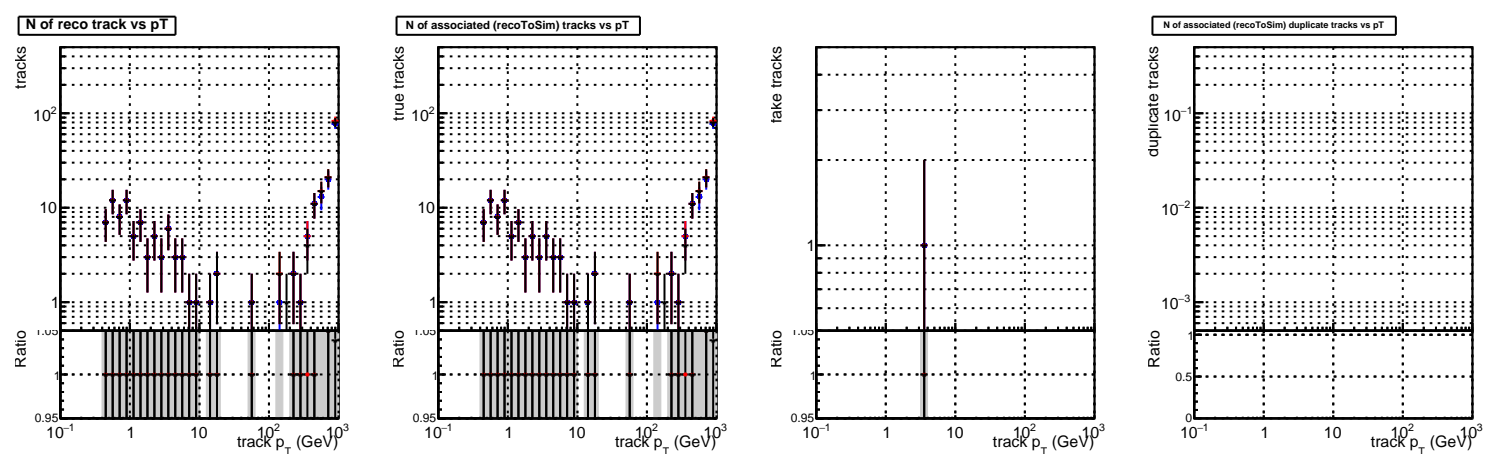 N of reco track vs pT
tracks
10²
10
1
Ratio
1.05
1
0.95
10⁻¹ 1 10 10² 10³
track p_T (GeV)
N of associated (recoToSim) tracks vs pT
true tracks
10²
10
1
Ratio
1.05
1
0.95
10⁻¹ 1 10 10² 10³
track p_T (GeV)
fake tracks
1
Ratio
1.05
1
0.95
10⁻¹ 1 10 10² 10³
track p_T (GeV)
N of associated (recoToSim) duplicate tracks vs pT
duplicate tracks
10⁻¹
10⁻²
10⁻³
Ratio
1
0.5
0
10⁻¹ 1 10 10² 10³
track p_T (GeV)